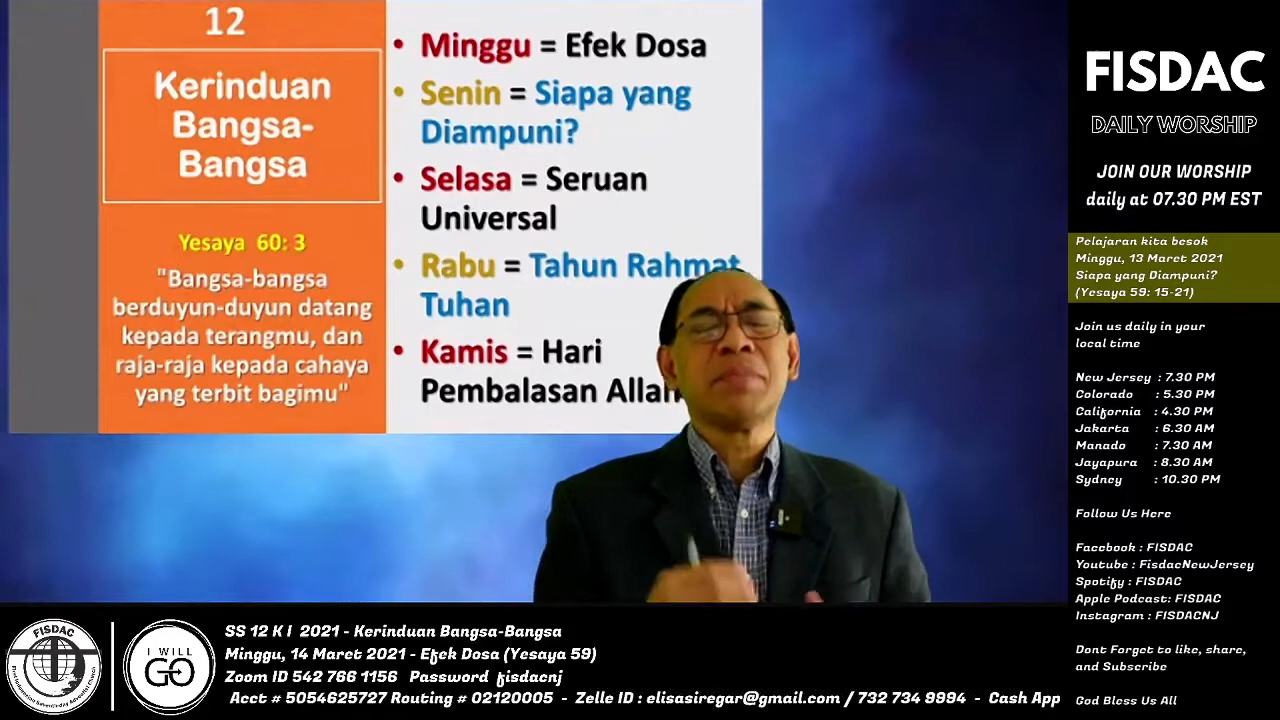 12
Kerinduan
Bangsa-
Bangsa
Yesaya 60: 3
"Bangsa-bangsa
berduyun-duyun datang
kepada terangmu, dan
raja-raja kepada cahaya
yang terbit bagimu"
• Minggu = Efek Dosa
• Senin = Siapa yang
Diampuni?
• Selasa = Seruan
Universal
• Rabu = Tahun Rahmat
Tuhan
• Kamis = Hari
Pembalasan Allah
FISDAC
DAILY WORSHIP
JOIN OUR WORSHIP
daily at 07.30 PM EST
Pelajaran kita besok
Minggu, 13 Maret 2021
Siapa yang Diampuni?
(Yesaya 59: 15-21)
Join us daily in your
local time
New Jersey : 7.30 PM
Colorado : 5.30 PM
California : 4.30 PM
Jakarta : 6.30 AM
Manado : 7.30 AM
Jayapura : 8.30 AM
Sydney : 10.30 PM
Follow Us Here
Facebook : FISDAC
Youtube : FisdacNewJersey
Spotify : FISDAC
Apple Podcast: FISDAC
Instagram : FISDACNJ
Dont Forget to like, share,
and Subscribe
God Bless Us All
FISDAC
I WILL
GO
SS 12 K I 2021 - Kerinduan Bangsa-Bangsa
Minggu, 14 Maret 2021 - Efek Dosa (Yesaya 59)
Zoom ID 542 766 1156 Password fisdacnj
Acct # 5054625727 Routing # 02120005 - Zelle ID : elisasiregar@gmail.com / 732 734 9994 - Cash App